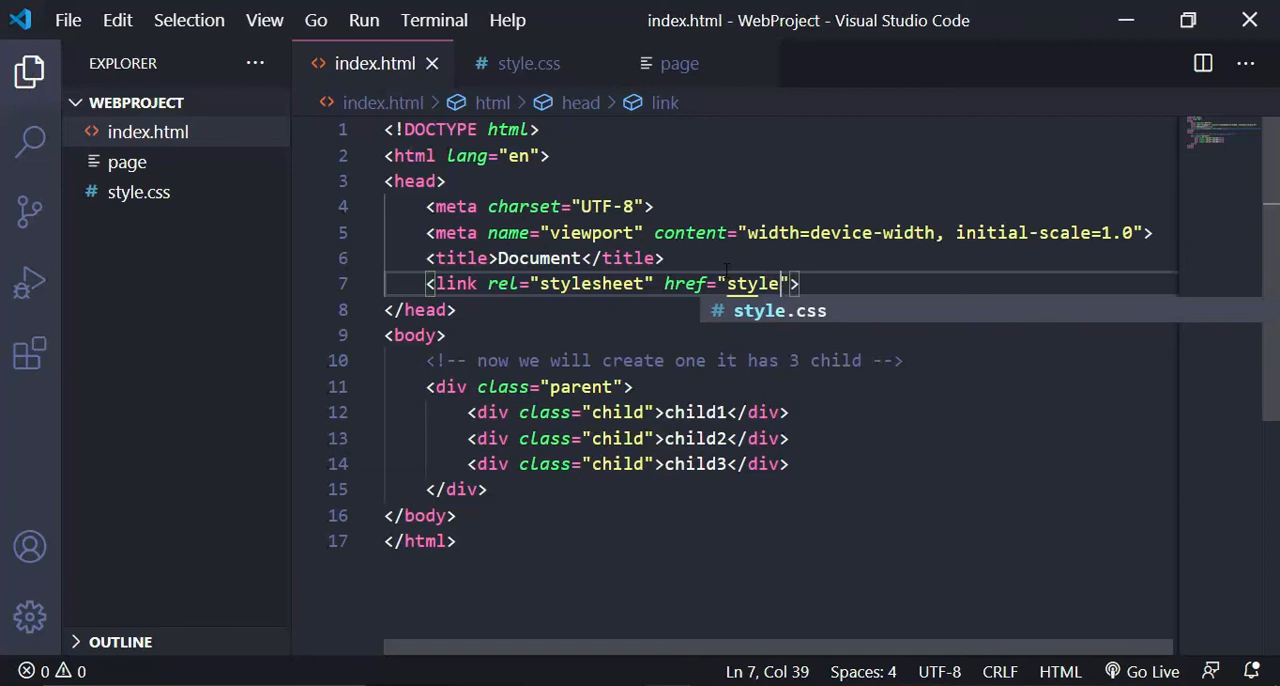 File Edit Selection View Go Run Terminal Help index.html - WebProject - Visual Studio Code
EXPLORER
WEBPROJECT
index.html
page
style.css
OUTLINE
index.html style.css page
index.html > html > head > link
1 <!DOCTYPE html>
2 <html lang="en">
3 <head>
4 <meta charset="UTF-8">
5 <meta name="viewport" content="width=device-width, initial-scale=1.0">
6 <title>Document</title>
7 <link rel="stylesheet" href="style">
style.css
8 </head>
9 <body>
10 <!-- now we will create one it has 3 child -->
11 <div class="parent">
12 <div class="child">child1</div>
13 <div class="child">child2</div>
14 <div class="child">child3</div>
15 </div>
16 </body>
17 </html>
0 0 Ln 7, Col 39 Spaces: 4 UTF-8 CRLF HTML Go Live